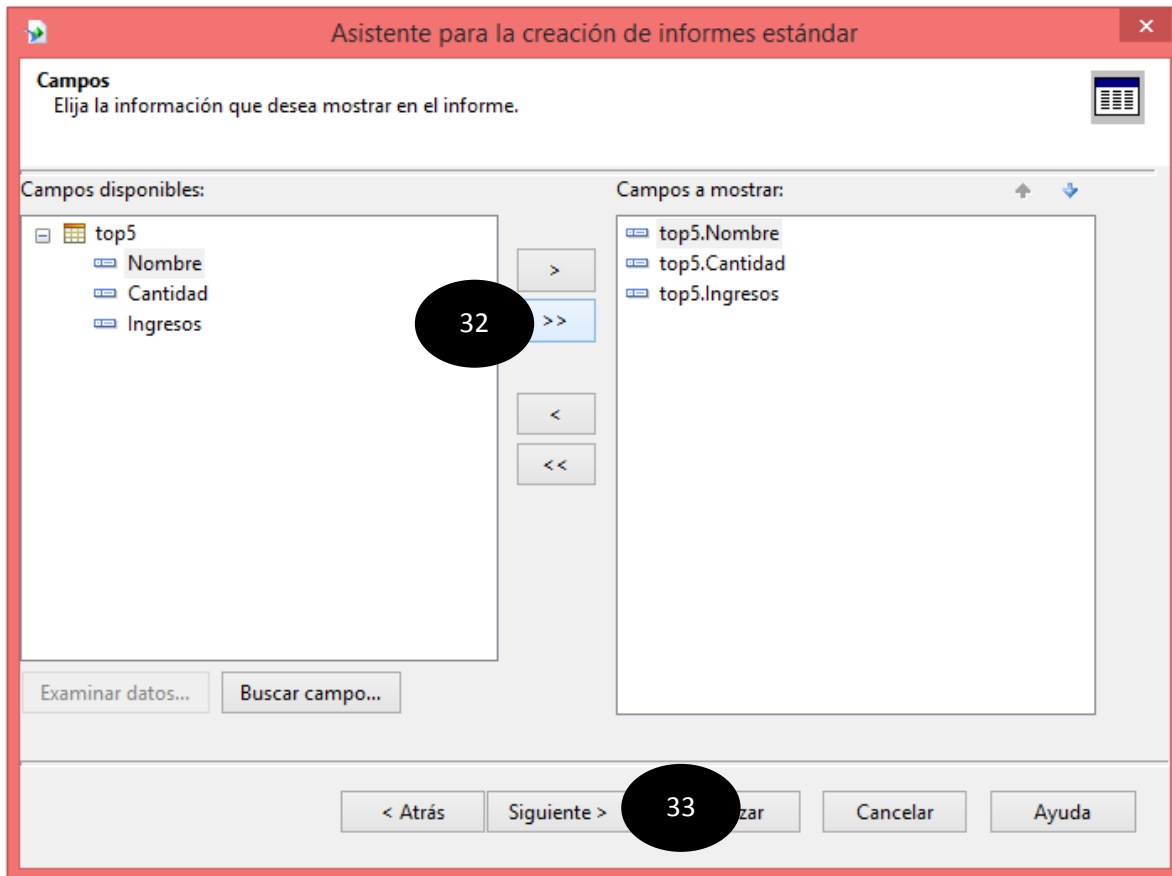 Asistente para la creación de informes estándar
Campos
Elija la información que desea mostrar en el informe.
Campos disponibles:
Campos a mostrar:
top5
Nombre
Cantidad
Ingresos
>
>>
<
<<
32
top5.Nombre
top5.Cantidad
top5.Ingresos
Examinar datos...
Buscar campo...
< Atrás
Siguiente >
33
zar
Cancelar
Ayuda